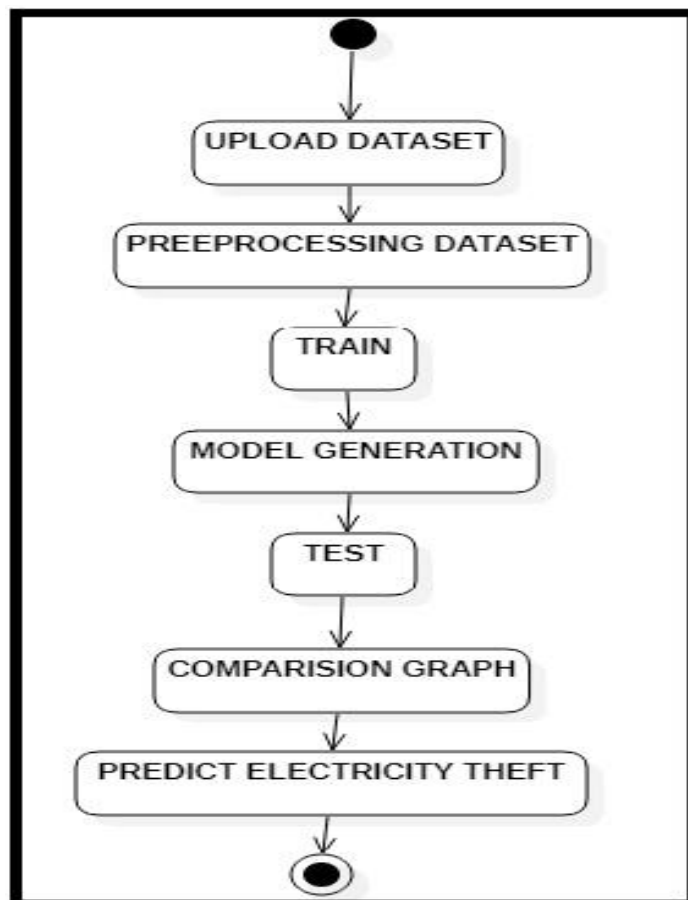 UPLOAD DATASET
PREEPROCESSING DATASET
TRAIN
MODEL GENERATION
TEST
COMPARISION GRAPH
PREDICT ELECTRICITY THEFT